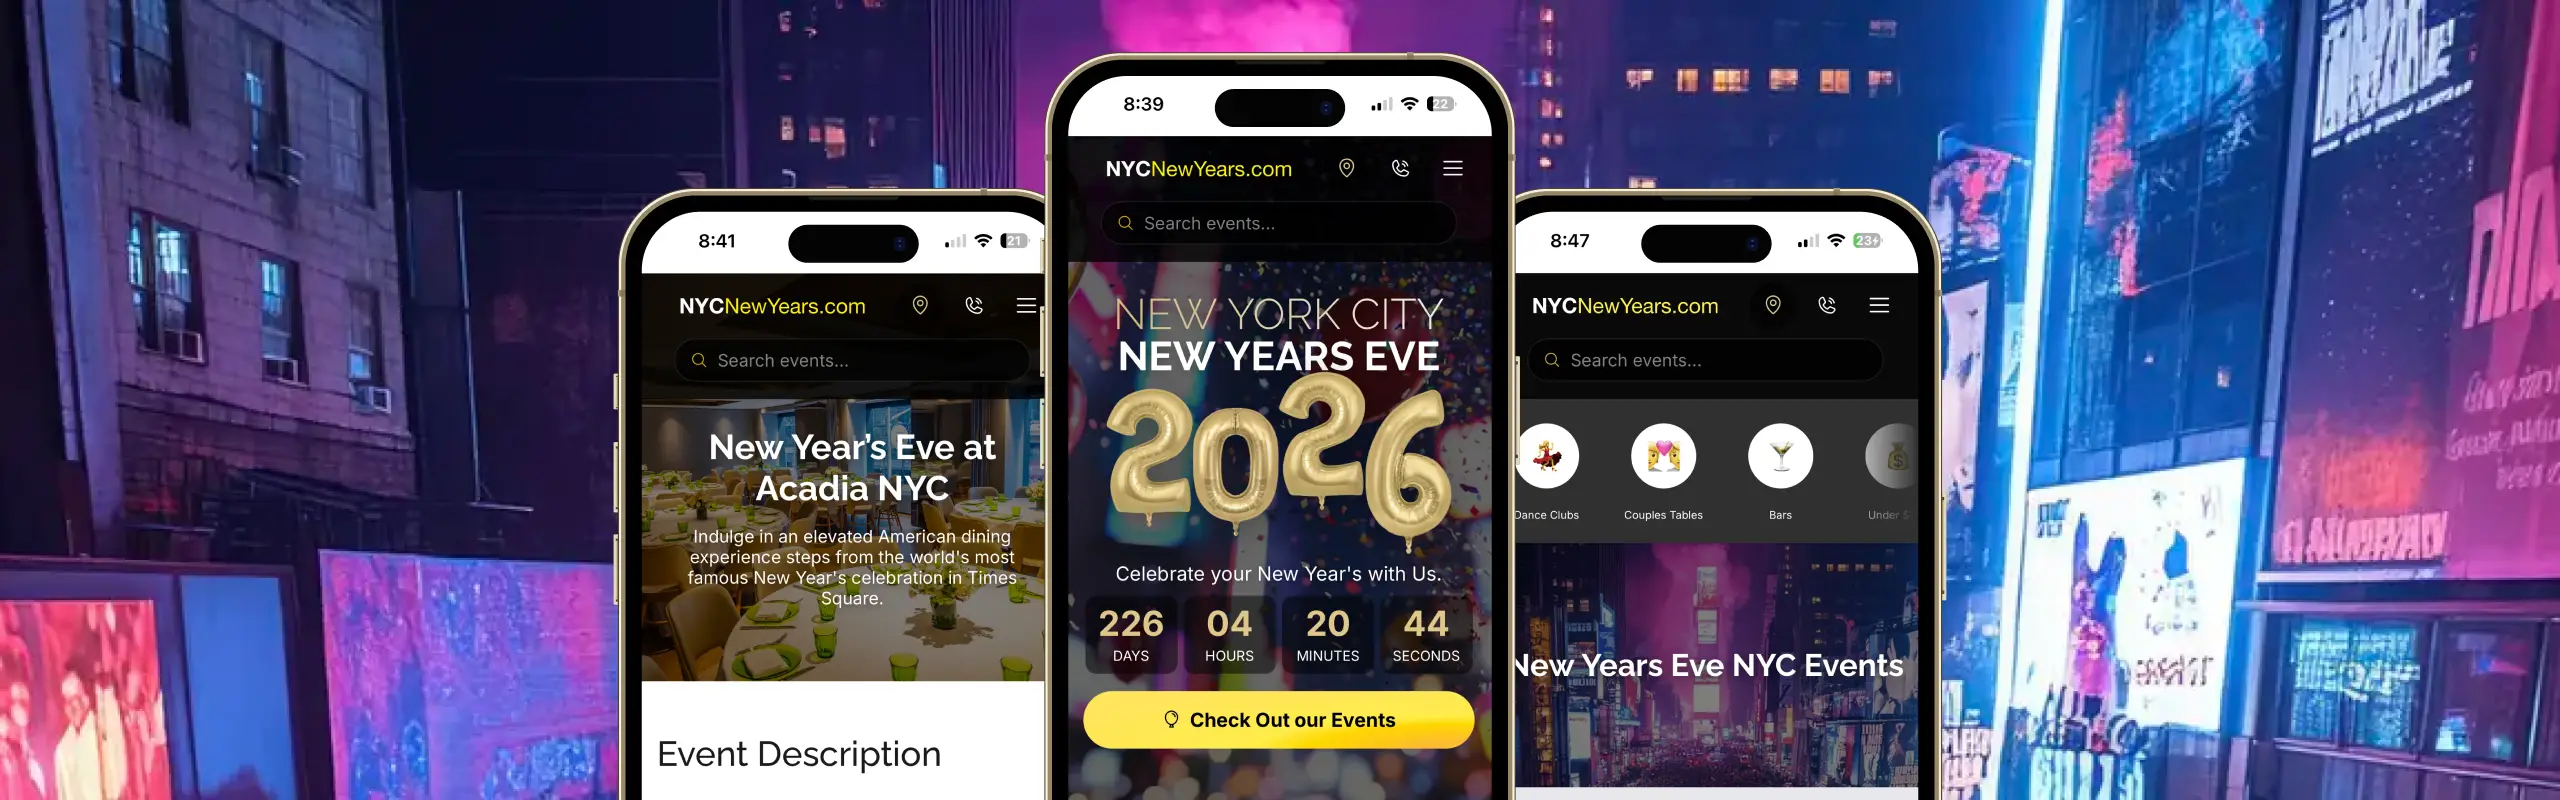 8:41
21
NYCNewYears.com
Search events...
New Year’s Eve at
Acadia NYC
Indulge in an elevated American dining
experience steps from the world's most
famous New Year's celebration in Times
Square.
Event Description
8:39
22
NYCNewYears.com
Search events...
NEW YORK CITY
NEW YEARS EVE
2026
Celebrate your New Year's with Us.
226 04 20 44
DAYS HOURS MINUTES SECONDS
Check Out our Events
8:47
23
NYCNewYears.com
Search events...
Dance Clubs Couples Tables Bars Under
New Years Eve NYC Events